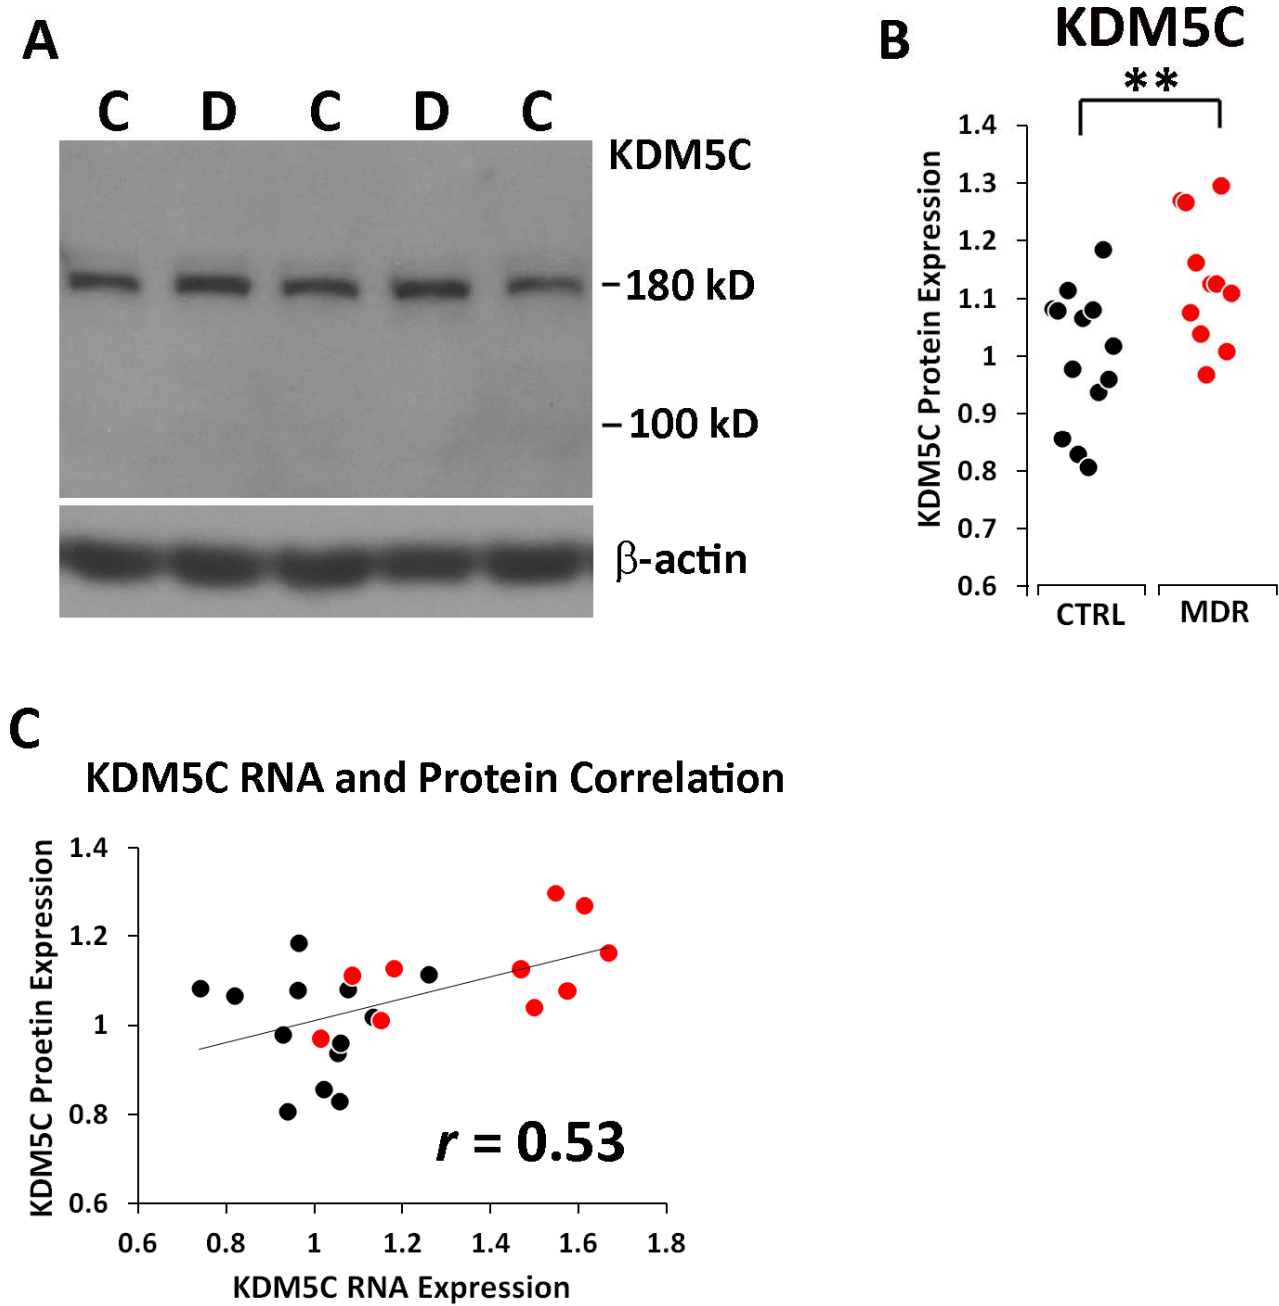 A
C D C D C
KDM5C
-180 kD
-100 kD
β-actin
B
KDM5C
**
KDM5C Protein Expression
1.4
1.3
1.2
1.1
1
0.9
0.8
0.7
0.6
CTRL MDR
C
KDM5C RNA and Protein Correlation
KDM5C Proetin Expression
1.4
1.2
1
0.8
0.6
r = 0.53
0.6 0.8 1 1.2 1.4 1.6 1.8
KDM5C RNA Expression